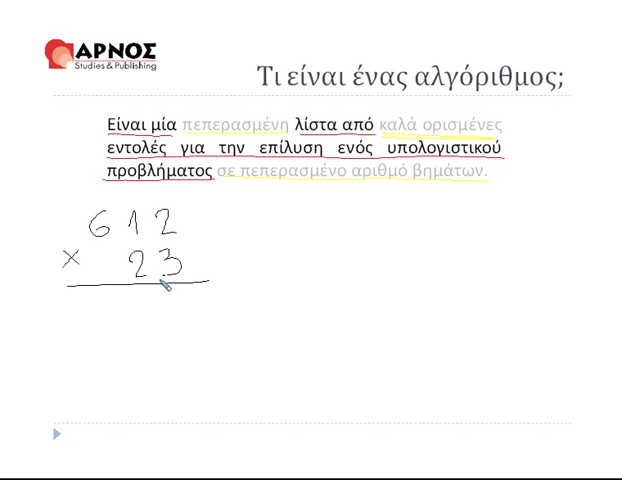 ΑΡΝΟΣ
Studies & Publishing
Τι είναι ένας αλγόριθμος;
Είναι μία πεπερασμένη λίστα από καλά ορισμένες
εντολές για την επίλυση ενός υπολογιστικού
προβλήματος σε πεπερασμένο αριθμό βημάτων.
612
× 23